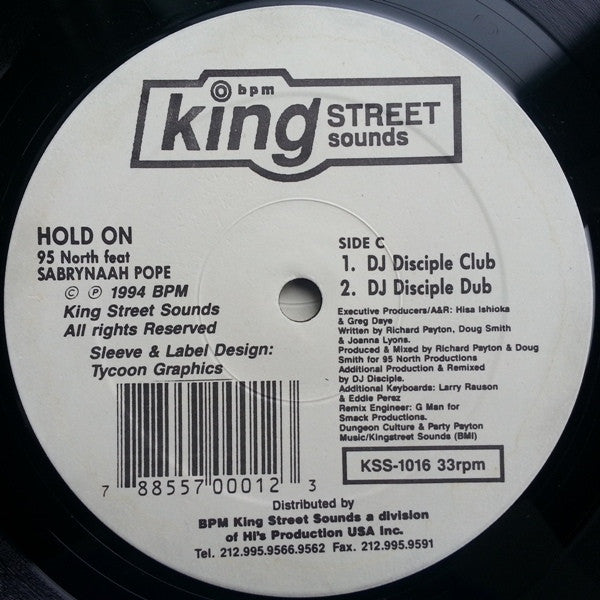 bpm
king STREET
sounds
HOLD ON
95 North feat
SABRYNAAH POPE
© ℗ 1994 BPM
King Street Sounds
All rights Reserved
Sleeve & Label Design:
Tycoon Graphics
7 88557 00012 3
SIDE C
1. DJ Disciple Club
2. DJ Disciple Dub
Executive Producers/A&R: Hisa Ishioka
& Greg Daye
Written by Richard Payton, Doug Smith
& Joanna Lyons.
Produced & Mixed by Richard Payton & Doug
Smith for 95 North Productions
Additional Production & Remixed
by DJ Disciple.
Additional Keyboards: Larry Rauson
& Eddie Perez
Remix Engineer: G Man for
Smack Productions.
Dungeon Culture & Party Payton
Music/Kingstreet Sounds (BMI)
KSS-1016 33rpm
Distributed by
BPM King Street Sounds a division
of Hi's Production USA Inc.
Tel. 212.995.9566.9562 Fax. 212.995.9591